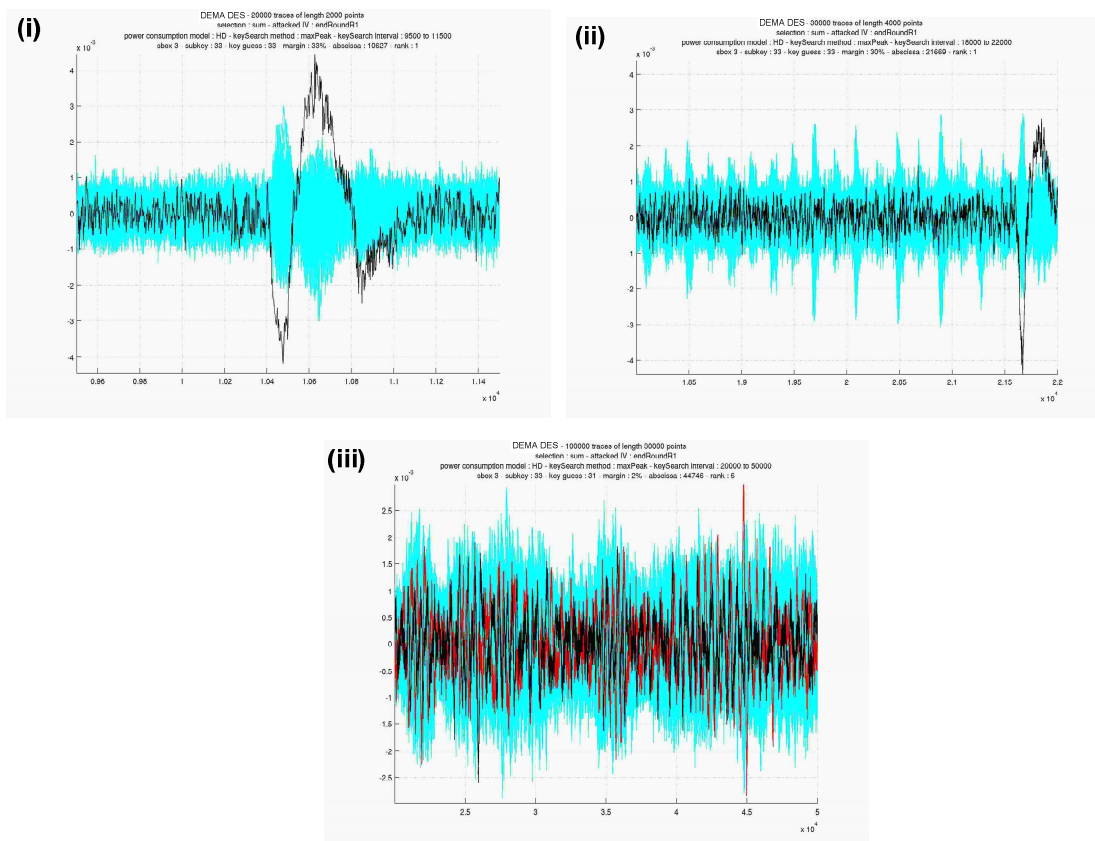 (i)
DEMA DES - 20000 traces of length 2000 points
selection : sum - attacked IV : endRoundR1
power consumption model : HD - keySearch method : maxPeak - keySearch interval : 9500 to 11500
sbox 3 - subkey : 33 - key guess : 33 - margin : 33% - abscissa : 10627 - rank : 1
x 10⁻³
4
3
2
1
0
-1
-2
-3
-4
0.96 0.98 1 1.02 1.04 1.06 1.08 1.1 1.12 1.14
x 10⁴
(ii)
DEMA DES - 30000 traces of length 4000 points
selection : sum - attacked IV : endRoundR1
power consumption model : HD - keySearch method : maxPeak - keySearch interval : 18000 to 22000
sbox 3 - subkey : 33 - key guess : 33 - margin : 30% - abscissa : 21669 - rank : 1
x 10⁻³
4
3
2
1
0
-1
-2
-3
-4
1.85 1.9 1.95 2 2.05 2.1 2.15 2.2
x 10⁴
(iii)
DEMA DES - 100000 traces of length 30000 points
selection : sum - attacked IV : endRoundR1
power consumption model : HD - keySearch method : maxPeak - keySearch interval : 20000 to 50000
sbox 3 - subkey : 33 - key guess : 31 - margin : 2% - abscissa : 44746 - rank : 6
x 10⁻³
2.5
2
1.5
1
0.5
0
-0.5
-1
-1.5
-2
-2.5
2.5 3 3.5 4 4.5 5
x 10⁴